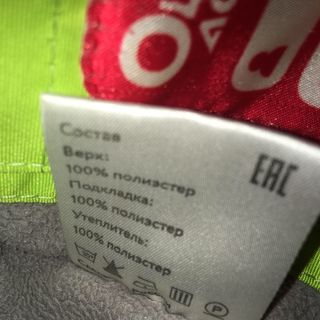 Состав
Верх:
100% полиэстер
Подкладка:
100% полиэстер
Утеплитель:
100% полиэстер
EAC